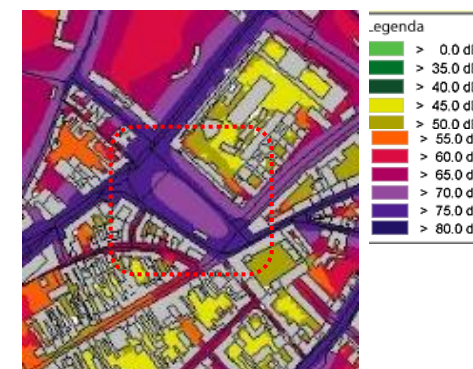 .egenda
> 0.0 d
> 35.0 d
> 40.0 d
> 45.0 d
> 50.0 d
> 55.0 d
> 60.0 d
> 65.0 d
> 70.0 d
> 75.0 d
> 80.0 d